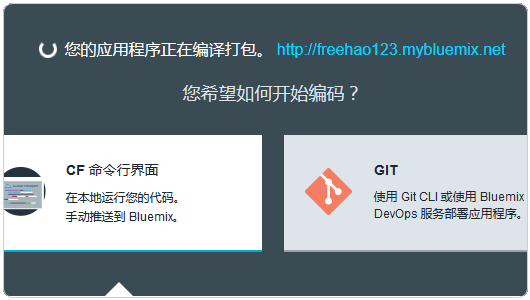 您的应用程序正在编译打包。 http://freehao123.mybluemix.net
您希望如何开始编码？
CF 命令行界面
在本地运行您的代码。
手动推送到 Bluemix。
GIT
使用 Git CLI 或使用 Bluemix
DevOps 服务部署应用程序。